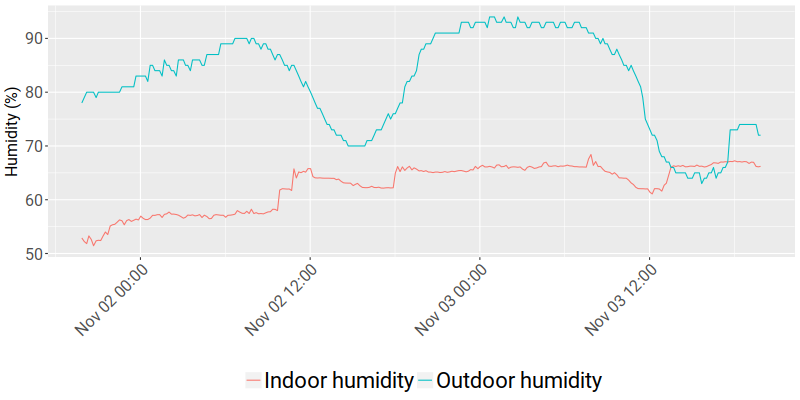 Humidity (%)
90
80
70
60
50
Nov 02 00:00
Nov 02 12:00
Nov 03 00:00
Nov 03 12:00
Indoor humidity
Outdoor humidity